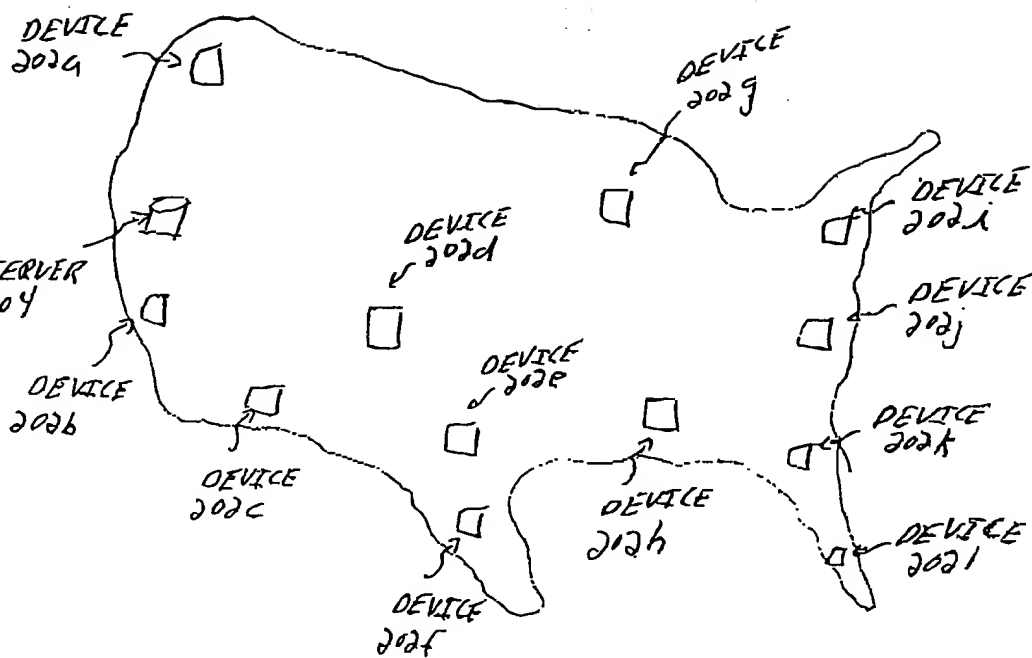 DEVICE
202a
DEVICE
202g
DEVICE
202i
DEVICE
202d
SERVER
204
DEVICE
202j
DEVICE
202b
DEVICE
202e
DEVICE
202k
DEVICE
202c
DEVICE
202h
DEVICE
202l
DEVICE
202f